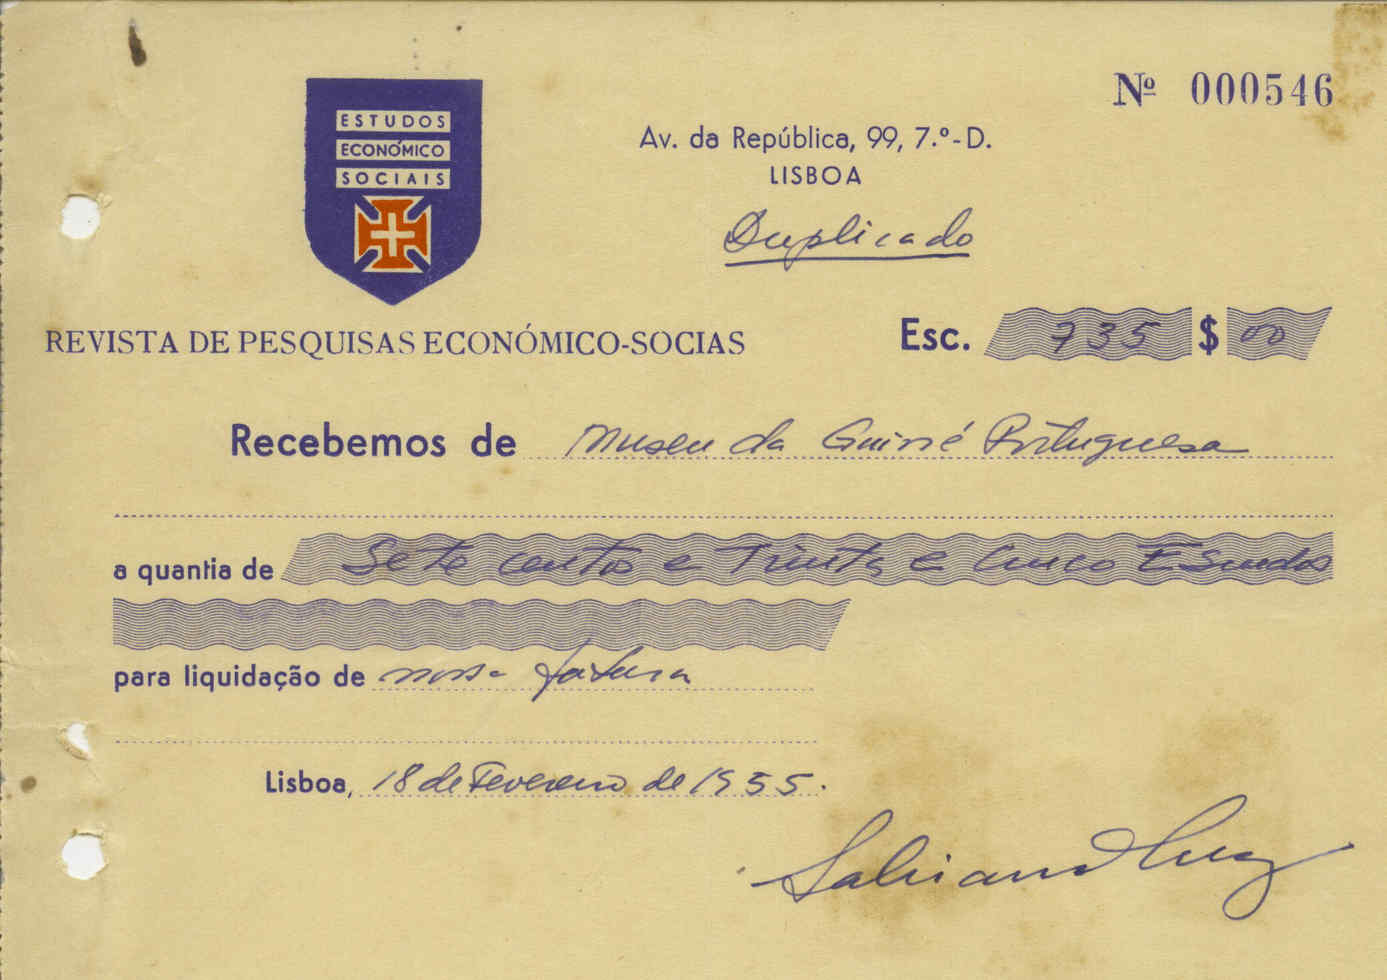 Nº 000546
ESTUDOS
ECONÓMICO
SOCIAIS
Av. da República, 99, 7.º-D.
LISBOA
Duplicado
REVISTA DE PESQUISAS ECONÓMICO-SOCIAS
Esc. 735 $ 00
Recebemos de Museu da Guiné Portuguesa
a quantia de Sete centos e Trinta e Cinco Escudos
para liquidação de nossa fatura
Lisboa, 18 de Fevereiro de 1955.